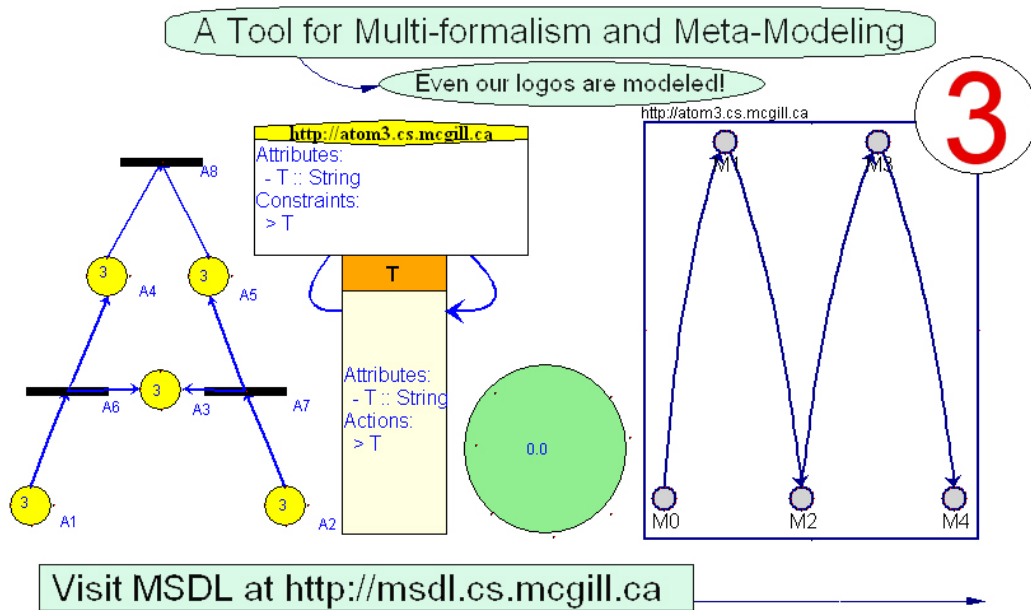 A Tool for Multi-formalism and Meta-Modeling
Even our logos are modeled!
3
http://atom3.cs.mcgill.ca
Attributes:
- T :: String
Constraints:
> T
T
Attributes:
- T :: String
Actions:
> T
A8
3
A4
3
A5
A6
3
A3
A7
3
A1
3
A2
0.0
http://atom3.cs.mcgill.ca
M1
M3
M0
M2
M4
Visit MSDL at http://msdl.cs.mcgill.ca